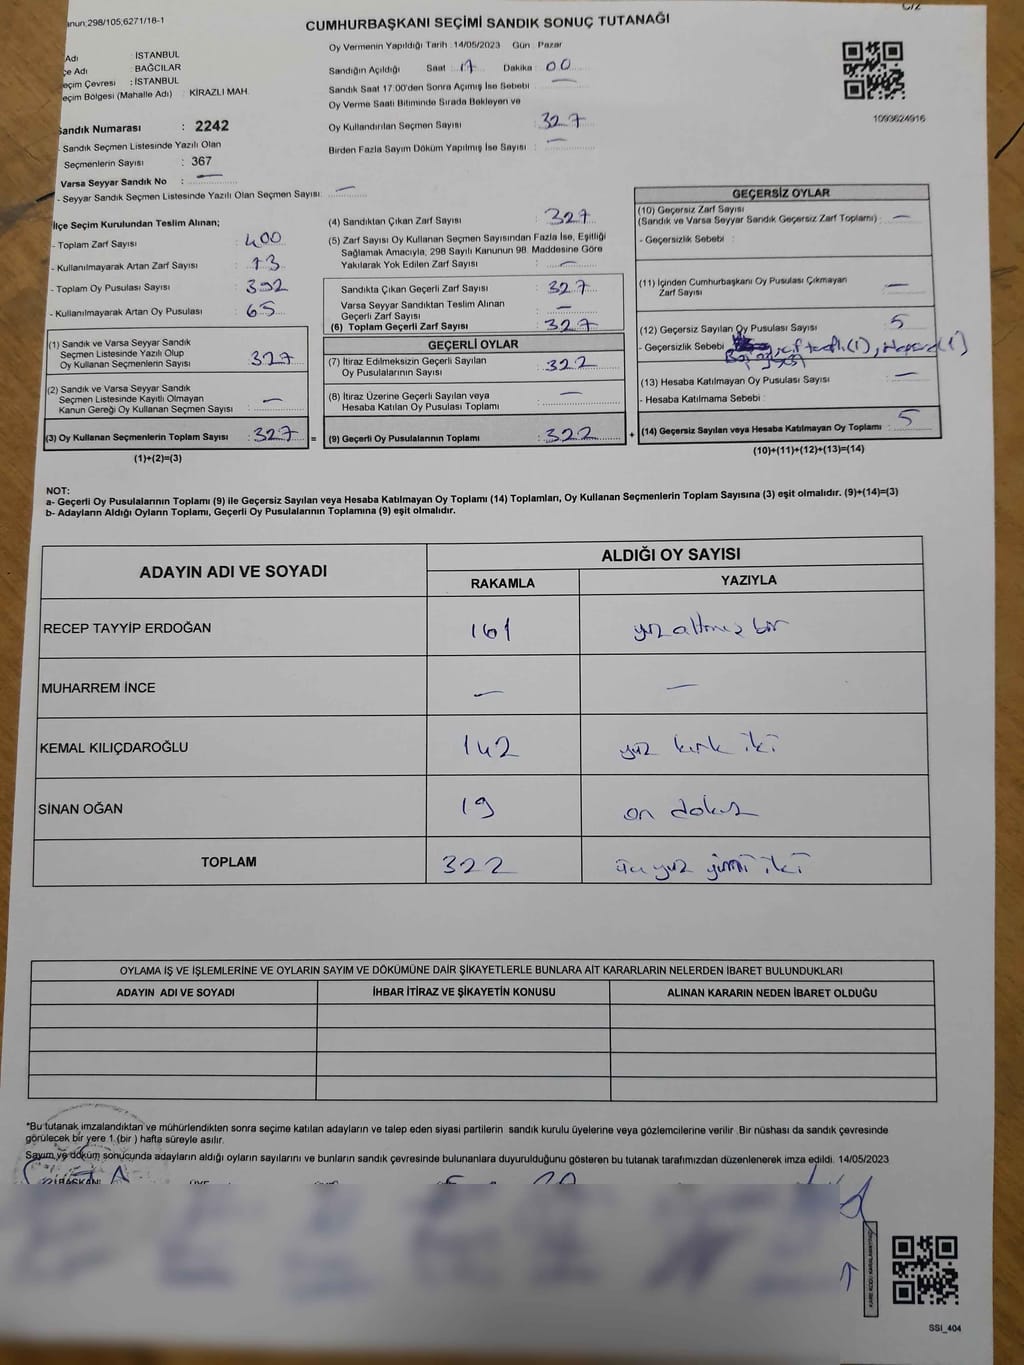 anun;298/105;6271/18-1
C/2
CUMHURBAŞKANI SEÇİMİ SANDIK SONUÇ TUTANAĞI
Adı : İSTANBUL
çe Adı : BAĞCILAR
eçim Çevresi : İSTANBUL
eçim Bölgesi (Mahalle Adı) : KİRAZLI MAH.
Sandık Numarası : 2242
- Sandık Seçmen Listesinde Yazılı Olan
Seçmenlerin Sayısı : 367
Varsa Seyyar Sandık No : —
- Seyyar Sandık Seçmen Listesinde Yazılı Olan Seçmen Sayısı: —
Oy Vermenin Yapıldığı Tarih : 14/05/2023 Gün : Pazar
Sandığın Açıldığı Saat : 17 Dakika : 00
Sandık Saat 17.00'den Sonra Açımış İse Sebebi : —
Oy Verme Saati Bitiminde Sırada Bekleyen ve
Oy Kullandırılan Seçmen Sayısı : 327
Birden Fazla Sayım Döküm Yapılmış İse Sayısı : —
1093624916
İlçe Seçim Kurulundan Teslim Alınan;
- Toplam Zarf Sayısı : 400
- Kullanılmayarak Artan Zarf Sayısı : 73
- Toplam Oy Pusulası Sayısı : 392
- Kullanılmayarak Artan Oy Pusulası : 65
(1) Sandık ve Varsa Seyyar Sandık
Seçmen Listesinde Yazılı Olup
Oy Kullanan Seçmenlerin Sayısı : 327
(2) Sandık ve Varsa Seyyar Sandık
Seçmen Listesinde Kayıtlı Olmayan
Kanun Gereği Oy Kullanan Seçmen Sayısı : —
(3) Oy Kullanan Seçmenlerin Toplam Sayısı : 327 =
(1)+(2)=(3)
(4) Sandıktan Çıkan Zarf Sayısı : 327
(5) Zarf Sayısı Oy Kullanan Seçmen Sayısından Fazla İse, Eşitliği
Sağlamak Amacıyla, 298 Sayılı Kanunun 98. Maddesine Göre
Yakılarak Yok Edilen Zarf Sayısı : —
Sandıkta Çıkan Geçerli Zarf Sayısı : 327
Varsa Seyyar Sandıktan Teslim Alınan
Geçerli Zarf Sayısı : —
(6) Toplam Geçerli Zarf Sayısı : 327
GEÇERLİ OYLAR
(7) İtiraz Edilmeksizin Geçerli Sayılan
Oy Pusulalarının Sayısı : 322
(8) İtiraz Üzerine Geçerli Sayılan veya
Hesaba Katılan Oy Pusulası Toplamı : —
(9) Geçerli Oy Pusulalarının Toplamı : 322 +
GEÇERSİZ OYLAR
(10) Geçersiz Zarf Sayısı
(Sandık ve Varsa Seyyar Sandık Geçersiz Zarf Toplamı) : —
- Geçersizlik Sebebi :
(11) İçinden Cumhurbaşkanı Oy Pusulası Çıkmayan
Zarf Sayısı : —
(12) Geçersiz Sayılan Oy Pusulası Sayısı : 5
- Geçersizlik Sebebi
(13) Hesaba Katılmayan Oy Pusulası Sayısı : —
- Hesaba Katılmama Sebebi :
(14) Geçersiz Sayılan veya Hesaba Katılmayan Oy Toplamı : 5
(10)+(11)+(12)+(13)=(14)
NOT:
a- Geçerli Oy Pusulalarının Toplamı (9) ile Geçersiz Sayılan veya Hesaba Katılmayan Oy Toplamı (14) Toplamları, Oy Kullanan Seçmenlerin Toplam Sayısına (3) eşit olmalıdır. (9)+(14)=(3)
b- Adayların Aldığı Oyların Toplamı, Geçerli Oy Pusulalarının Toplamına (9) eşit olmalıdır.
ADAYIN ADI VE SOYADI ALDIĞI OY SAYISI
RAKAMLA YAZIYLA
RECEP TAYYİP ERDOĞAN 161 yüz altmış bir
MUHARREM İNCE — —
KEMAL KILIÇDAROĞLU 142 yüz kırk iki
SİNAN OĞAN 19 on dokuz
TOPLAM 322 üç yüz yirmi iki
OYLAMA İŞ VE İŞLEMLERİNE VE OYLARIN SAYIM VE DÖKÜMÜNE DAİR ŞİKAYETLERLE BUNLARA AİT KARARLARIN NELERDEN İBARET BULUNDUKLARI
ADAYIN ADI VE SOYADI İHBAR İTİRAZ VE ŞİKAYETİN KONUSU ALINAN KARARIN NEDEN İBARET OLDUĞU
*Bu tutanak imzalandıktan ve mühürlendikten sonra seçime katılan adayların ve talep eden siyasi partilerin sandık kurulu üyelerine veya gözlemcilerine verilir .Bir nüshası da sandık çevresinde
görülecek bir yere 1 (bir ) hafta süreyle asılır.
Sayım ve döküm sonucunda adayların aldığı oyların sayılarını ve bunların sandık çevresinde bulunanlara duyurulduğunu gösteren bu tutanak tarafımızdan düzenlenerek imza edildi. 14/05/2023
SSI_404